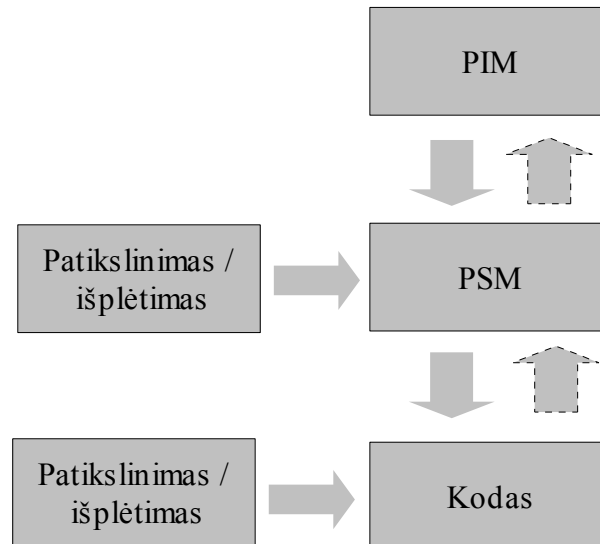 PIM
Patikslinimas /
išplėtimas
PSM
Patikslinimas /
išplėtimas
Kodas